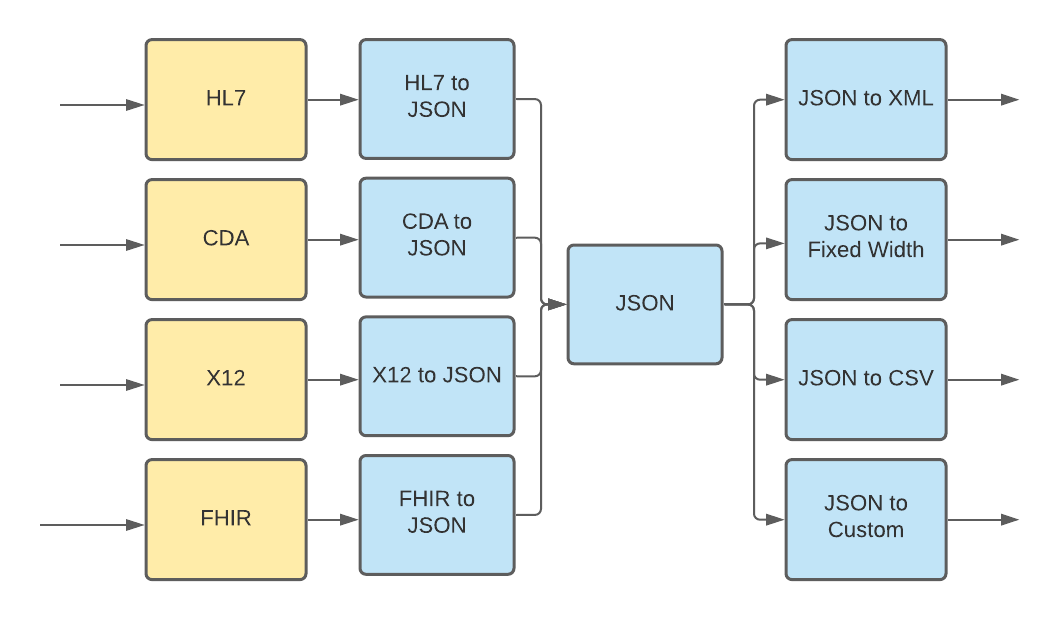 HL7
HL7 to
JSON
JSON to XML
CDA
CDA to
JSON
JSON to
Fixed Width
JSON
X12
X12 to JSON
JSON to CSV
FHIR
FHIR to
JSON
JSON to
Custom